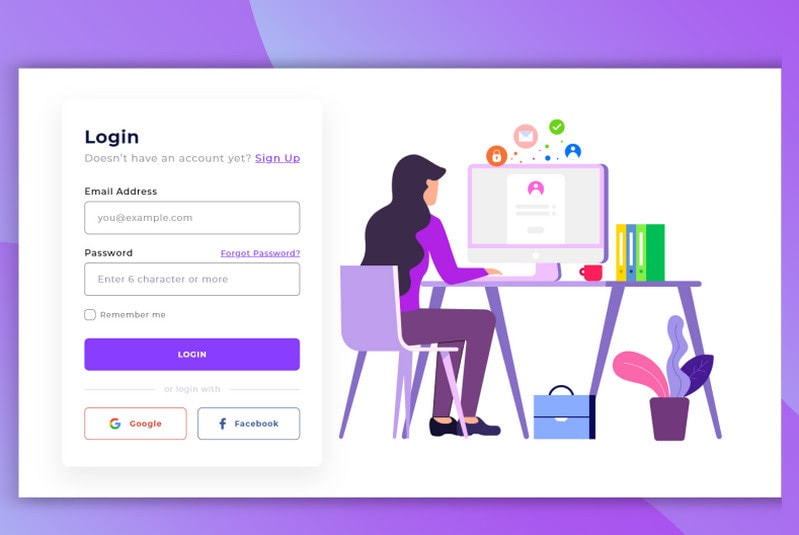 Login
Doesn't have an account yet? Sign Up
Email Address
you@example.com
Password Forgot Password?
Enter 6 character or more
Remember me
LOGIN
or login with
Google Facebook